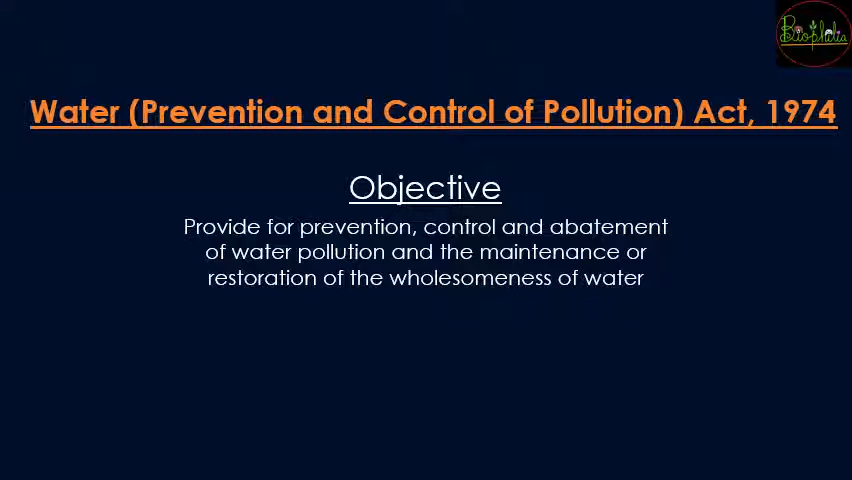 Biophilia
Water (Prevention and Control of Pollution) Act, 1974
Objective
Provide for prevention, control and abatement
of water pollution and the maintenance or
restoration of the wholesomeness of water